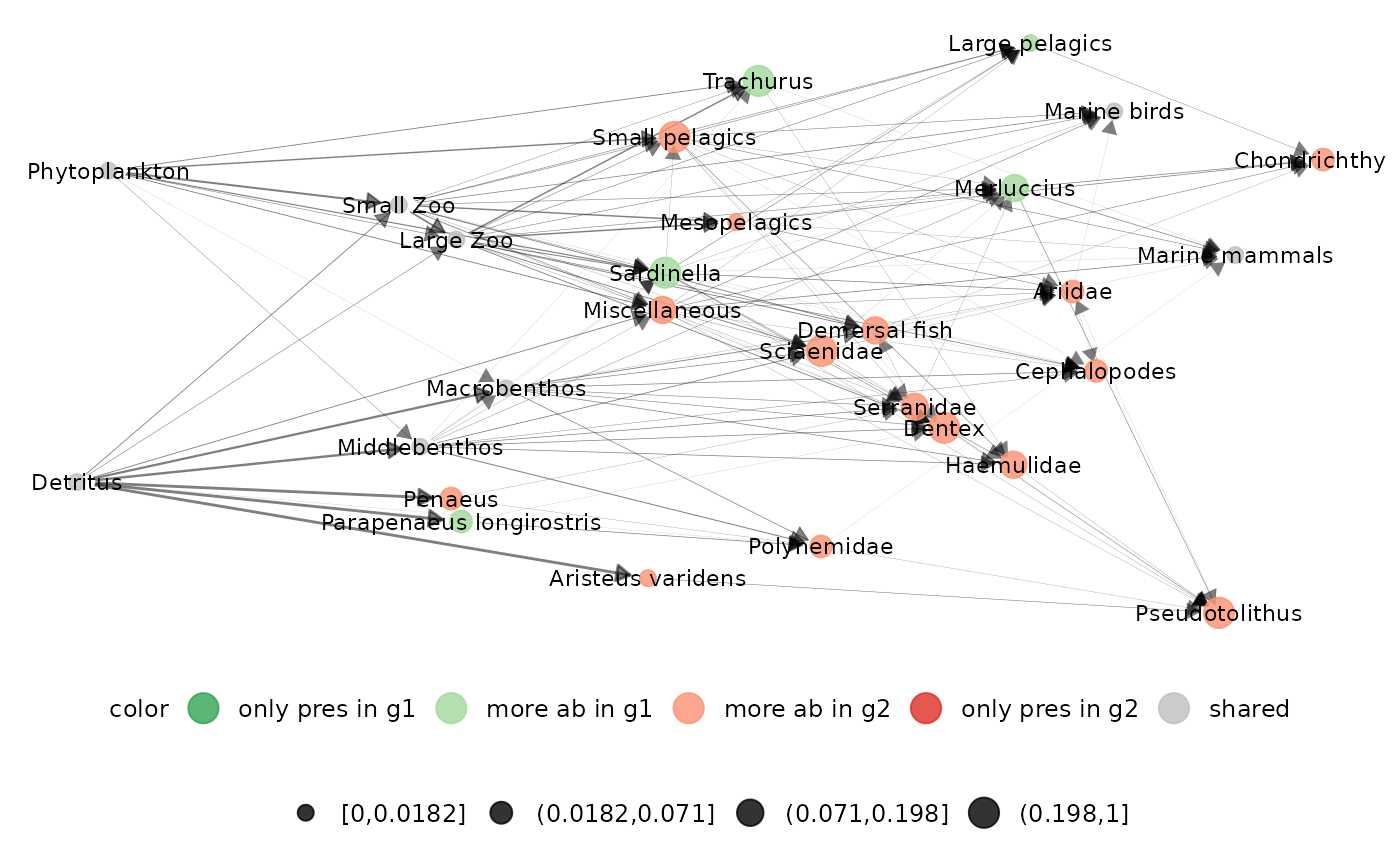 Large pelagics
Trachurus
Marine birds
Small pelagics
Chondrichthy
Phytoplankton
Merluccius
Small Zoo
Mesopelagics
Large Zoo
Marine mammals
Sardinella
Ariidae
Miscellaneous
Demersal fish
Sciaenidae
Cephalopodes
Macrobenthos
Serranidae
Dentex
Middlebenthos
Haemulidae
Detritus
Penaeus
Parapenaeus longirostris
Polynemidae
Aristeus varidens
Pseudotolithus
color only pres in g1 more ab in g1 more ab in g2 only pres in g2 shared
[0,0.0182] (0.0182,0.071] (0.071,0.198] (0.198,1]